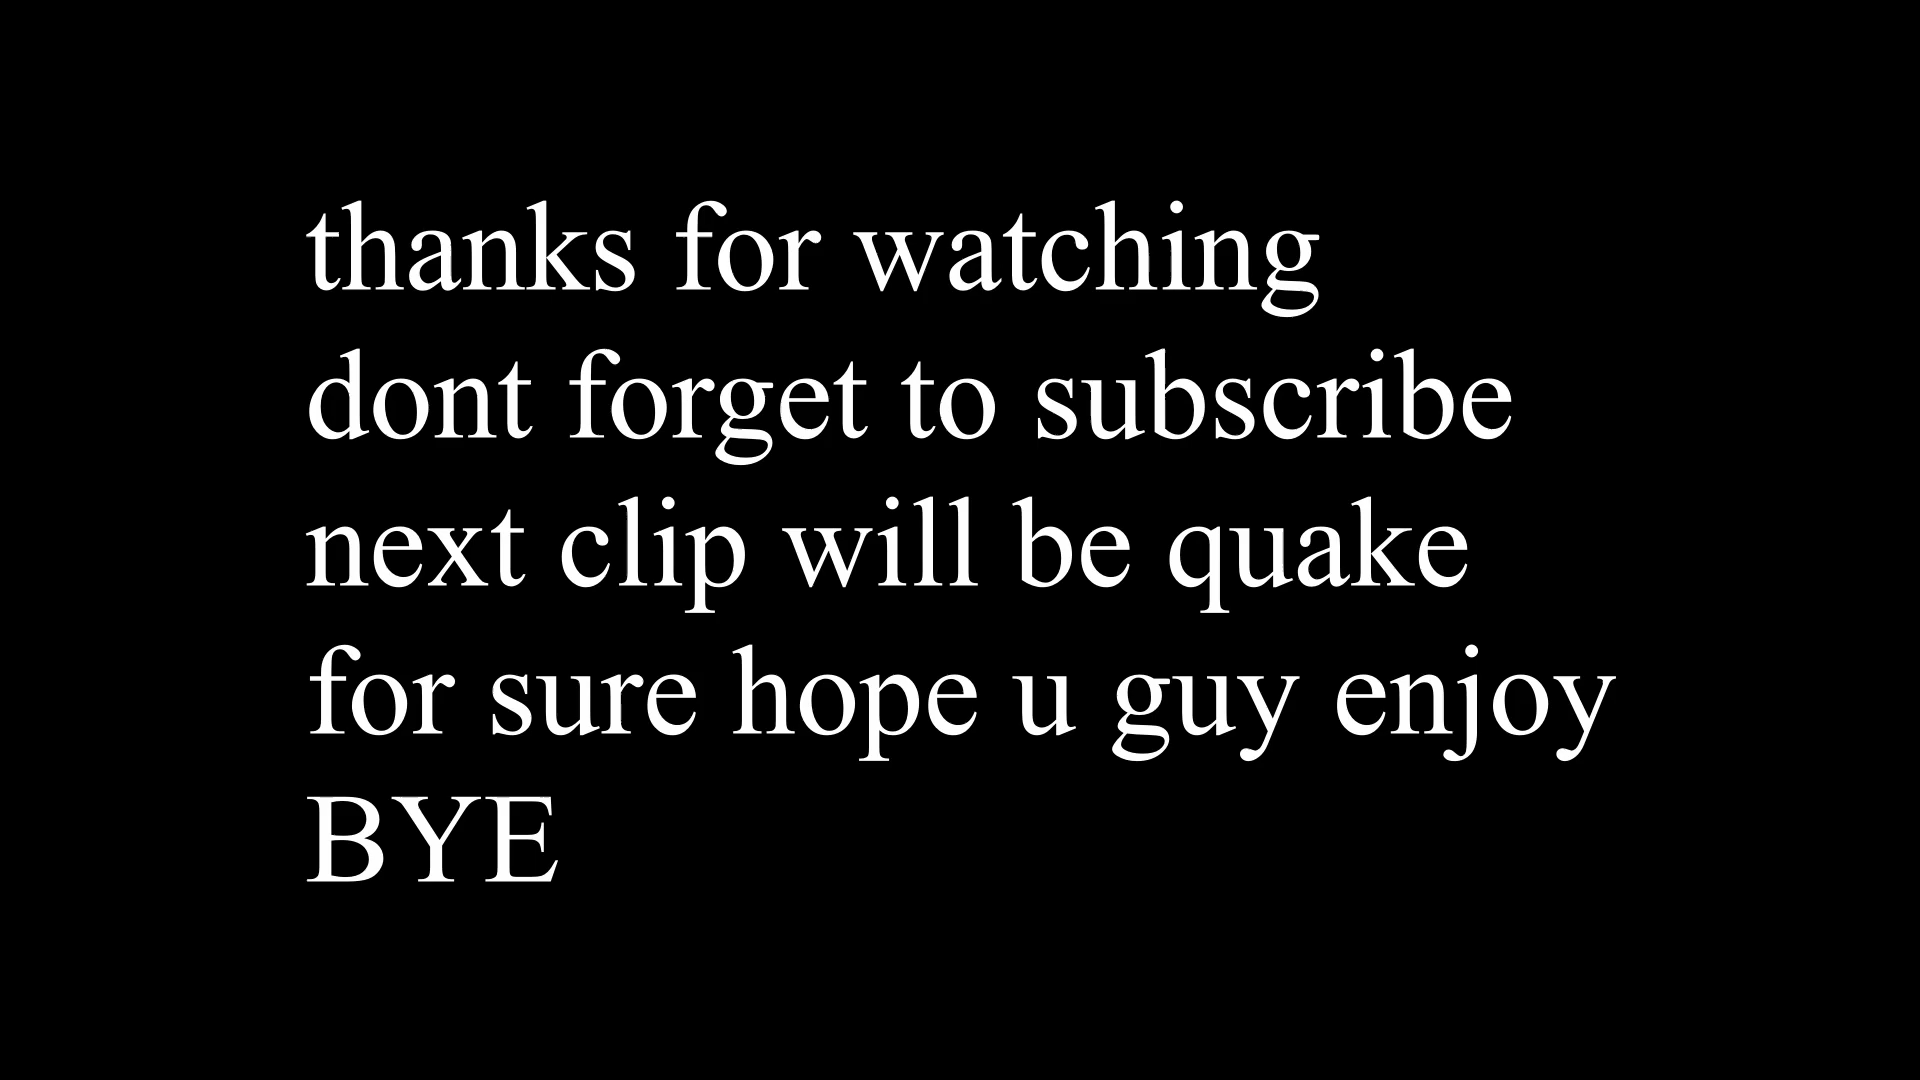 thanks for watching
dont forget to subscribe
next clip will be quake
for sure hope u guy enjoy
BYE